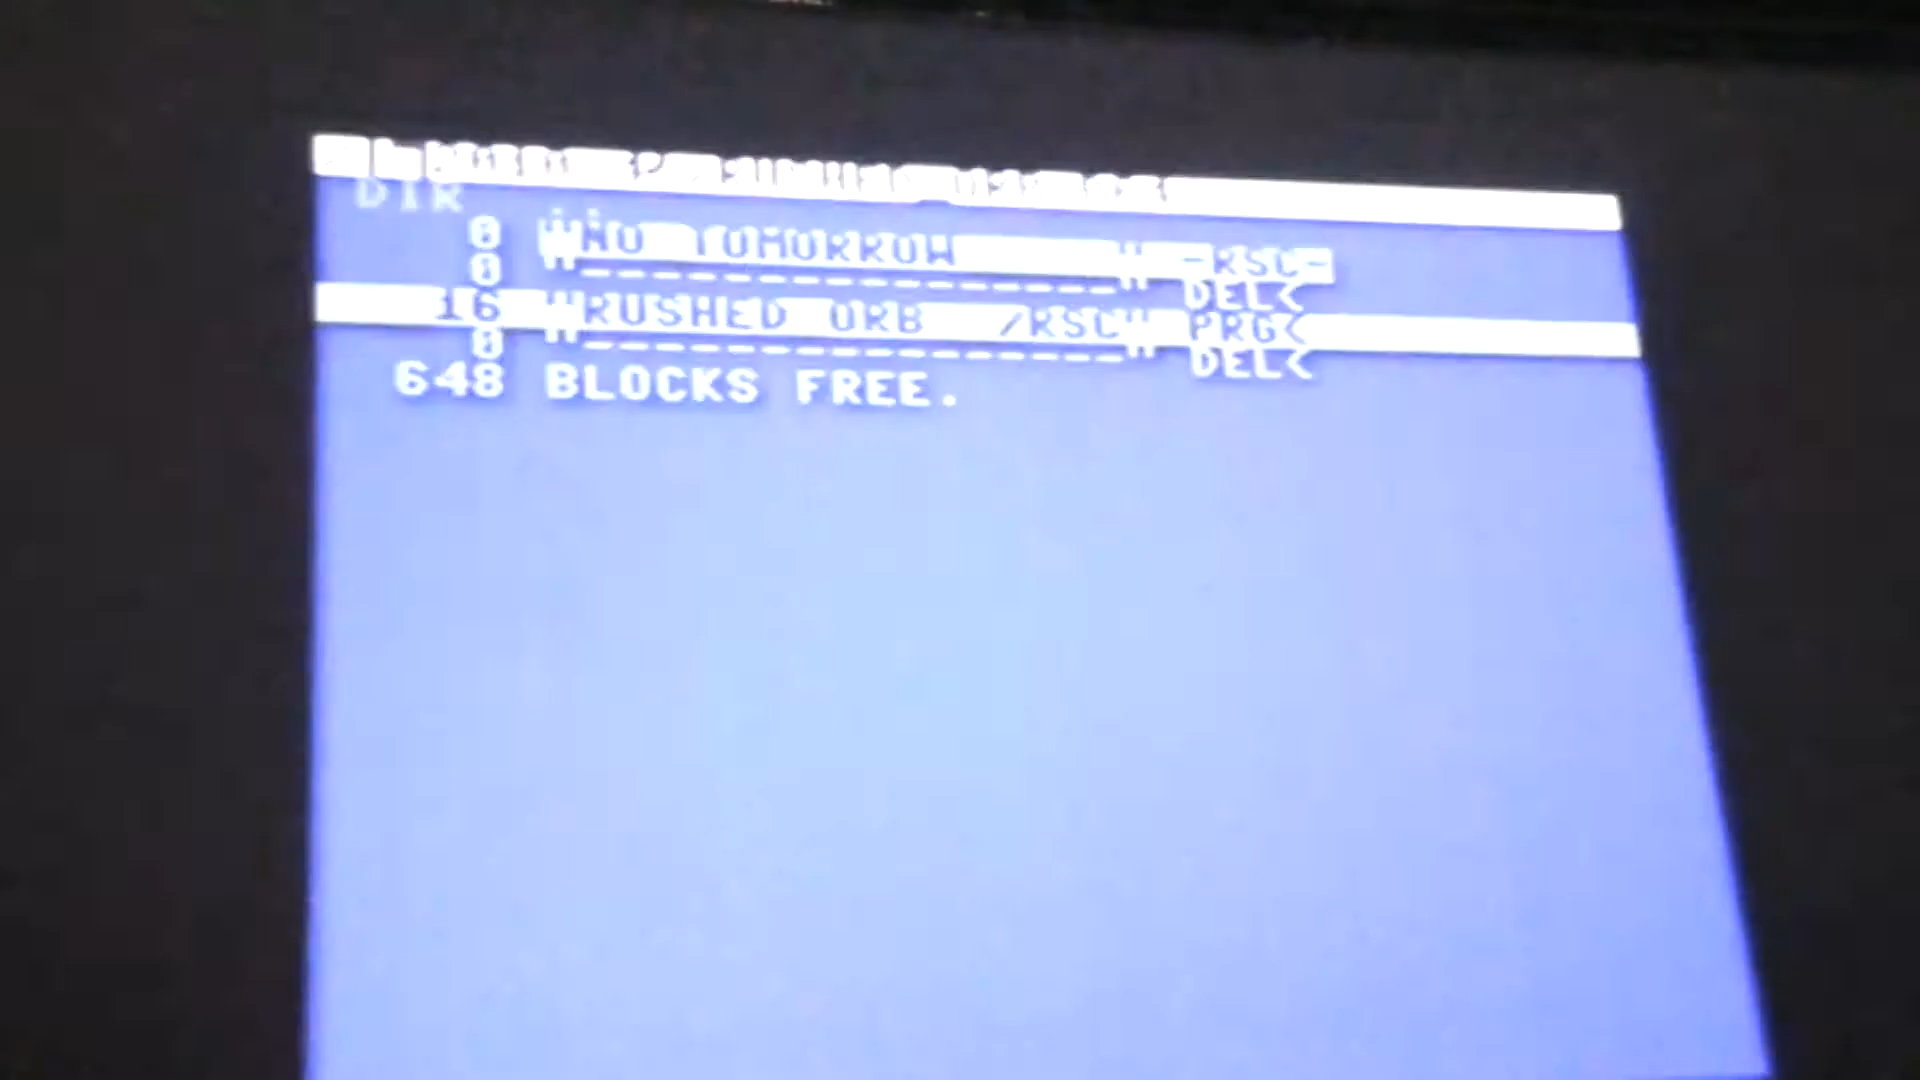 DIR
0 "NO TOMORROW " -RSC-
0 "----------------" DEL<
16 "RUSHED ORB /RSC" PRG<
0 "----------------" DEL<
648 BLOCKS FREE.